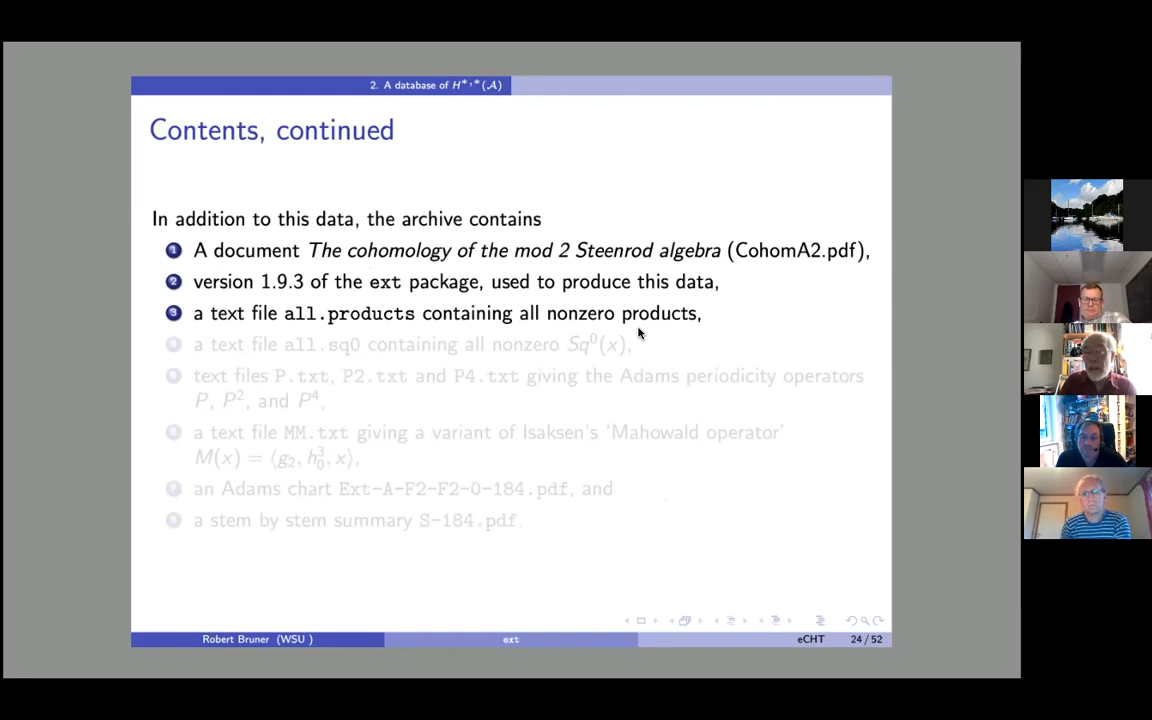 2. A database of H*,*(𝒜)
Contents, continued
In addition to this data, the archive contains
1 A document The cohomology of the mod 2 Steenrod algebra (CohomA2.pdf),
2 version 1.9.3 of the ext package, used to produce this data,
3 a text file all.products containing all nonzero products,
4 a text file all.sq0 containing all nonzero Sq⁰(x),
5 text files P.txt, P2.txt and P4.txt giving the Adams periodicity operators
P, P², and P⁴,
6 a text file MM.txt giving a variant of Isaksen's 'Mahowald operator'
M(x) = ⟨g₂, h₀³, x⟩,
7 an Adams chart Ext-A-F2-F2-0-184.pdf, and
8 a stem by stem summary S-184.pdf.
Robert Bruner (WSU ) ext eCHT 24 / 52